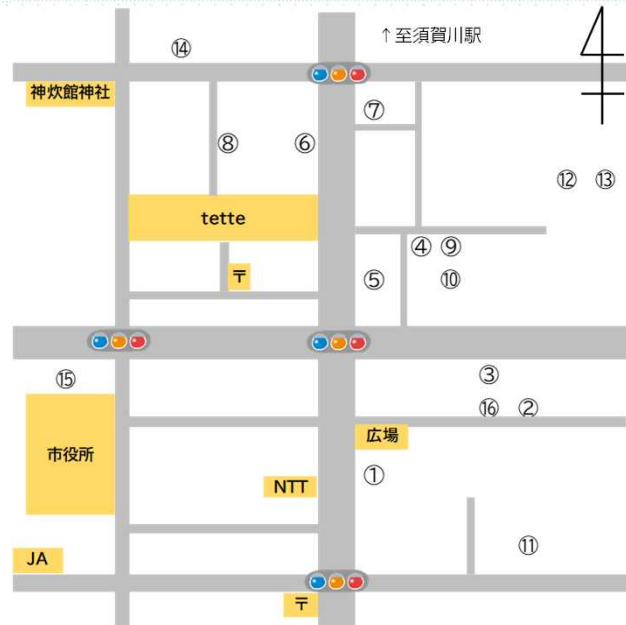 ↑至須賀川駅
⑭
神炊館神社
⑦
⑧
⑥
⑫ ⑬
tette
④ ⑨
〒
⑤
⑩
⑮
③
⑯ ②
市役所
広場
NTT
①
JA
⑪
〒